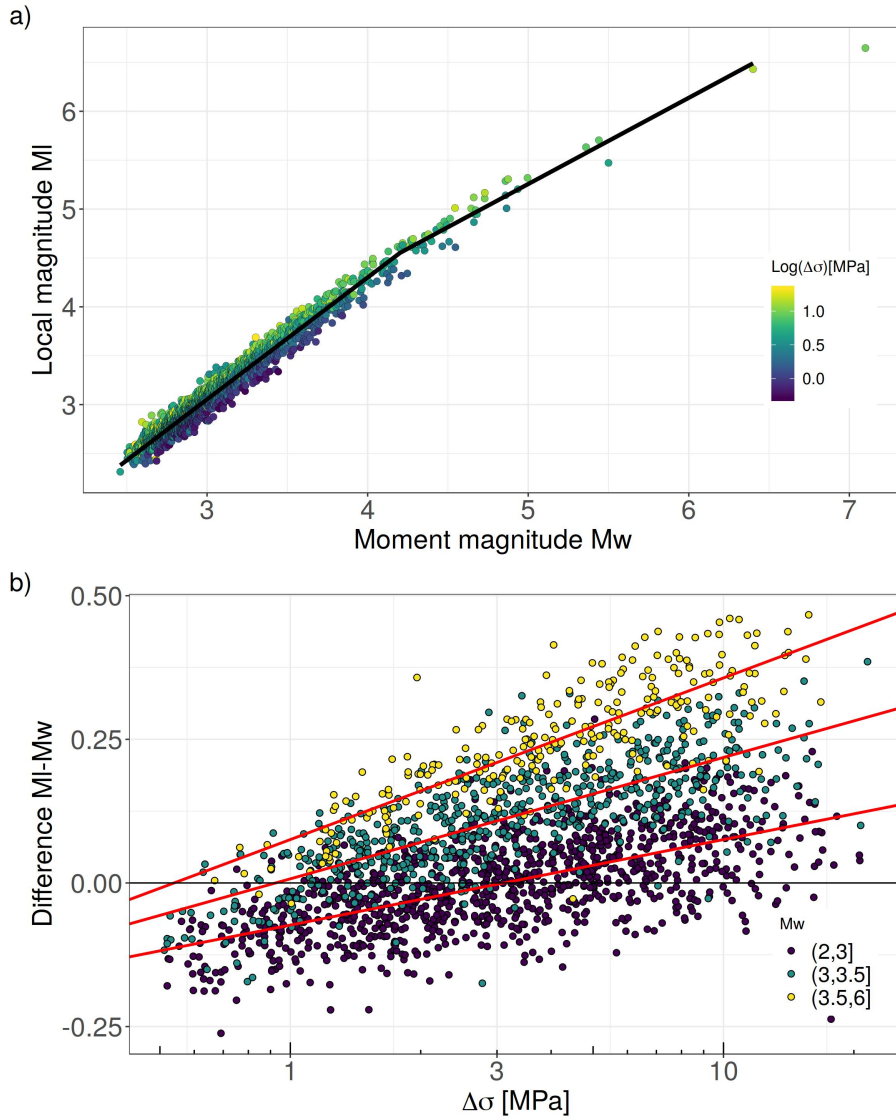 a)
Local magnitude Ml
6
5
4
3
Log(Δσ)[MPa]
1.0
0.5
0.0
3 4 5 6 7
Moment magnitude Mw
b)
Difference Ml-Mw
0.50
0.25
0.00
-0.25
Mw
(2,3]
(3,3.5]
(3.5,6]
1 3 10
Δσ [MPa]